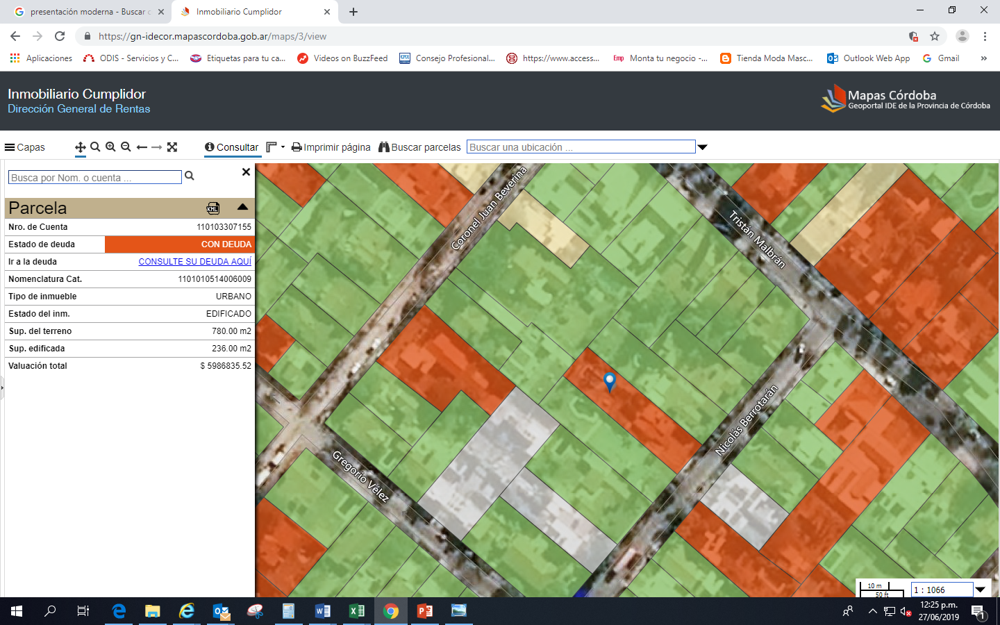 presentación moderna - Buscar c
Inmobiliario Cumplidor
https://gn-idecor.mapascordoba.gob.ar/maps/3/view
Aplicaciones
ODIS - Servicios y C...
Etiquetas para tu ca...
Videos on BuzzFeed
Consejo Profesional...
https://www.access...
Emp
Monta tu negocio -...
Tienda Moda Masc...
Outlook Web App
Gmail
»
Inmobiliario Cumplidor
Dirección General de Rentas
Mapas Córdoba
Geoportal IDE de la Provincia de Córdoba
Capas
Consultar
Imprimir página
Buscar parcelas
Buscar una ubicación ...
Busca por Nom. o cuenta ...
Parcela
KML
Nro. de Cuenta 110103307155
Estado de deuda CON DEUDA
Ir a la deuda CONSULTE SU DEUDA AQUÍ
Nomenclatura Cat. 1101010514006009
Tipo de inmueble URBANO
Estado del inm. EDIFICADO
Sup. del terreno 780.00 m2
Sup. edificada 236.00 m2
Valuación total $ 5986835.52
Coronel Juan Beverina
Tristán Malbrán
Nicolás Berrotarán
Gregorio Vélez
10 m
50 ft
1 : 1066
12:25 p.m.
27/06/2019
1